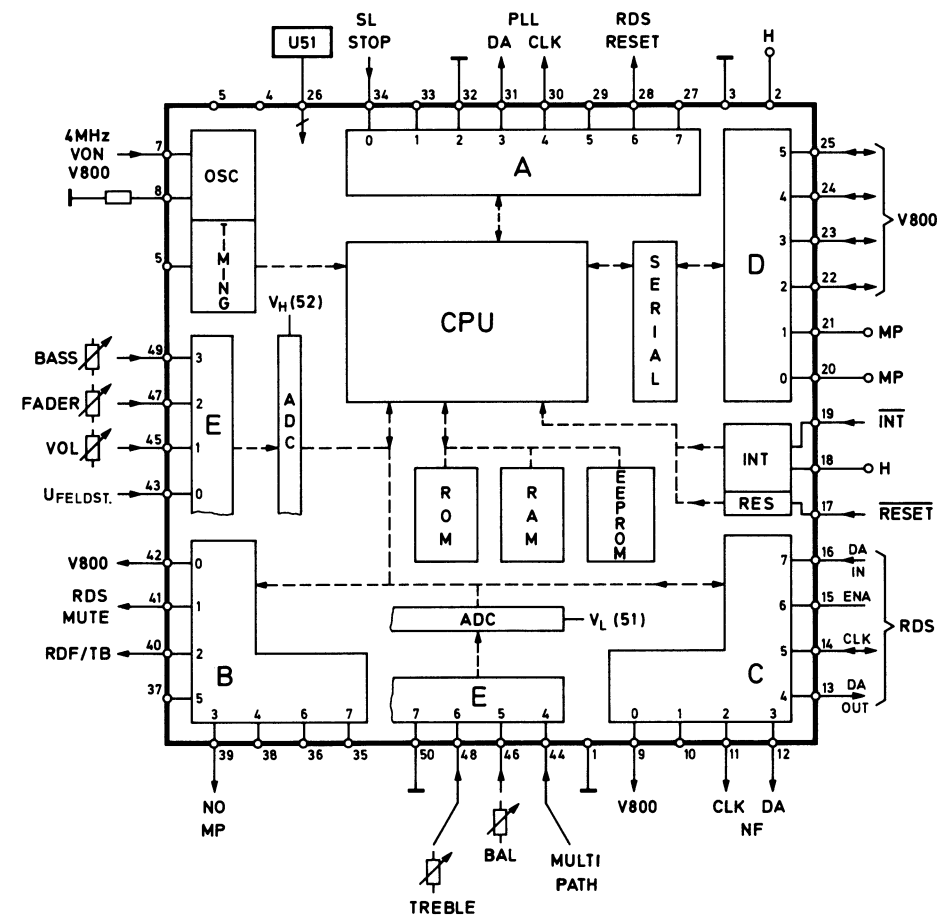 U51
SL
STOP
PLL
DA CLK
RDS
RESET
H
5 4 26 34 33 32 31 30 29 28 27 3 2
4MHz
VON
V800
7
8
5
OSC
TIMING
0 1 2 3 4 5 6 7
A
CPU
SERIAL
D
5 25
4 24
3 23
2 22
V800
1 21 MP
0 20 MP
VH (52)
ADC
BASS 49 3
FADER 47 2
VOL 45 1
UFELDST. 43 0
E
ROM
RAM
EEPROM
INT
RES
19 INT
18 H
17 RESET
V800 42 0
RDS
MUTE 41 1
RDF/TB 40 2
37 5
B
3 4 6 7
39 38 36 35
NO
MP
ADC
VL (51)
E
7 6 5 4
50 48 46 44 1
TREBLE
BAL
MULTI
PATH
C
7 16 DA
IN
6 15 ENA
5 14 CLK
4 13 DA
OUT
RDS
0 1 2 3
9 10 11 12
V800
CLK DA
NF